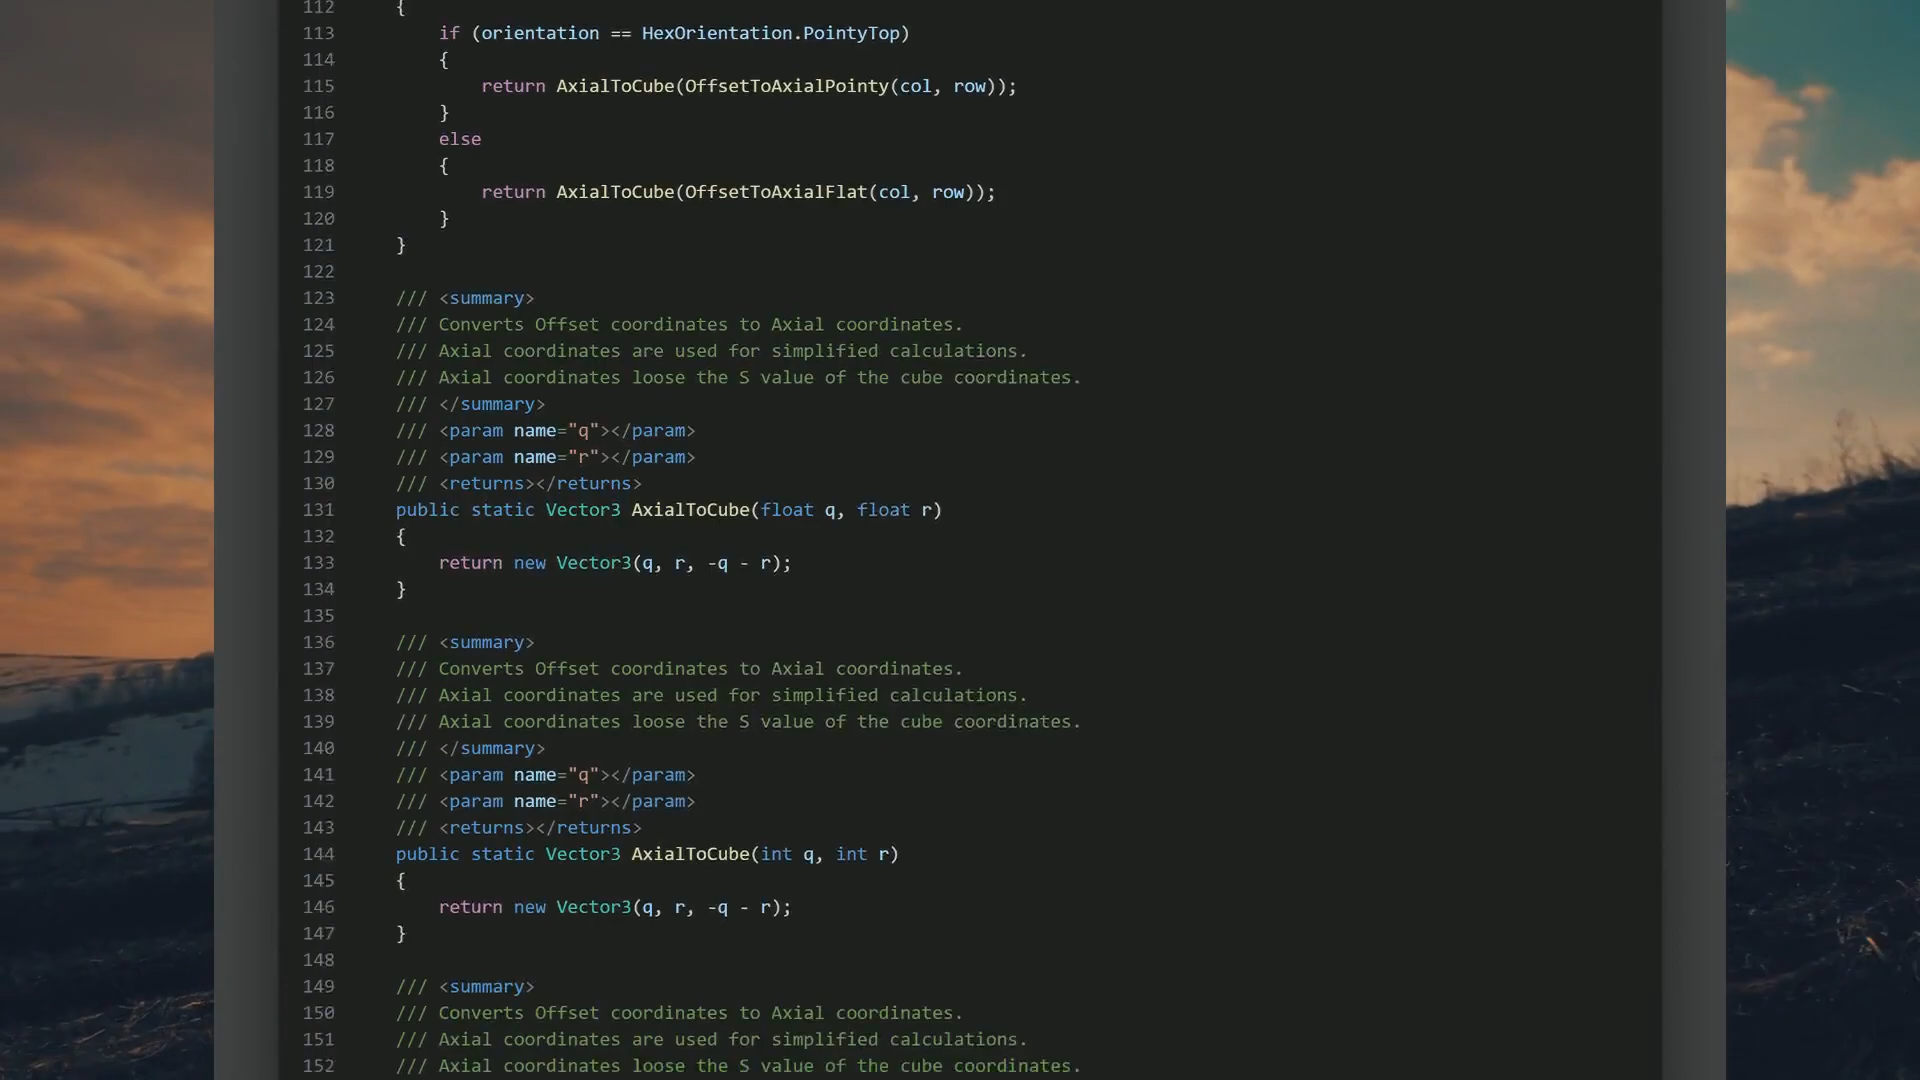 112 {
113 if (orientation == HexOrientation.PointyTop)
114 {
115 return AxialToCube(OffsetToAxialPointy(col, row));
116 }
117 else
118 {
119 return AxialToCube(OffsetToAxialFlat(col, row));
120 }
121 }
122
123 /// <summary>
124 /// Converts Offset coordinates to Axial coordinates.
125 /// Axial coordinates are used for simplified calculations.
126 /// Axial coordinates loose the S value of the cube coordinates.
127 /// </summary>
128 /// <param name="q"></param>
129 /// <param name="r"></param>
130 /// <returns></returns>
131 public static Vector3 AxialToCube(float q, float r)
132 {
133 return new Vector3(q, r, -q - r);
134 }
135
136 /// <summary>
137 /// Converts Offset coordinates to Axial coordinates.
138 /// Axial coordinates are used for simplified calculations.
139 /// Axial coordinates loose the S value of the cube coordinates.
140 /// </summary>
141 /// <param name="q"></param>
142 /// <param name="r"></param>
143 /// <returns></returns>
144 public static Vector3 AxialToCube(int q, int r)
145 {
146 return new Vector3(q, r, -q - r);
147 }
148
149 /// <summary>
150 /// Converts Offset coordinates to Axial coordinates.
151 /// Axial coordinates are used for simplified calculations.
152 /// Axial coordinates loose the S value of the cube coordinates.